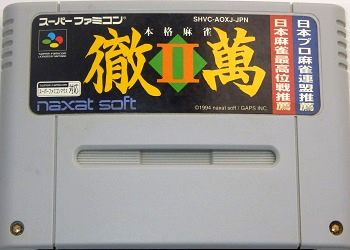 スーパーファミコン
SHVC-AOXJ-JPN
本格麻雀
徹萬
II
naxat soft
©1994 naxat soft / GAPS INC.
日本プロ麻雀連盟推薦
日本麻雀最高位戦推薦